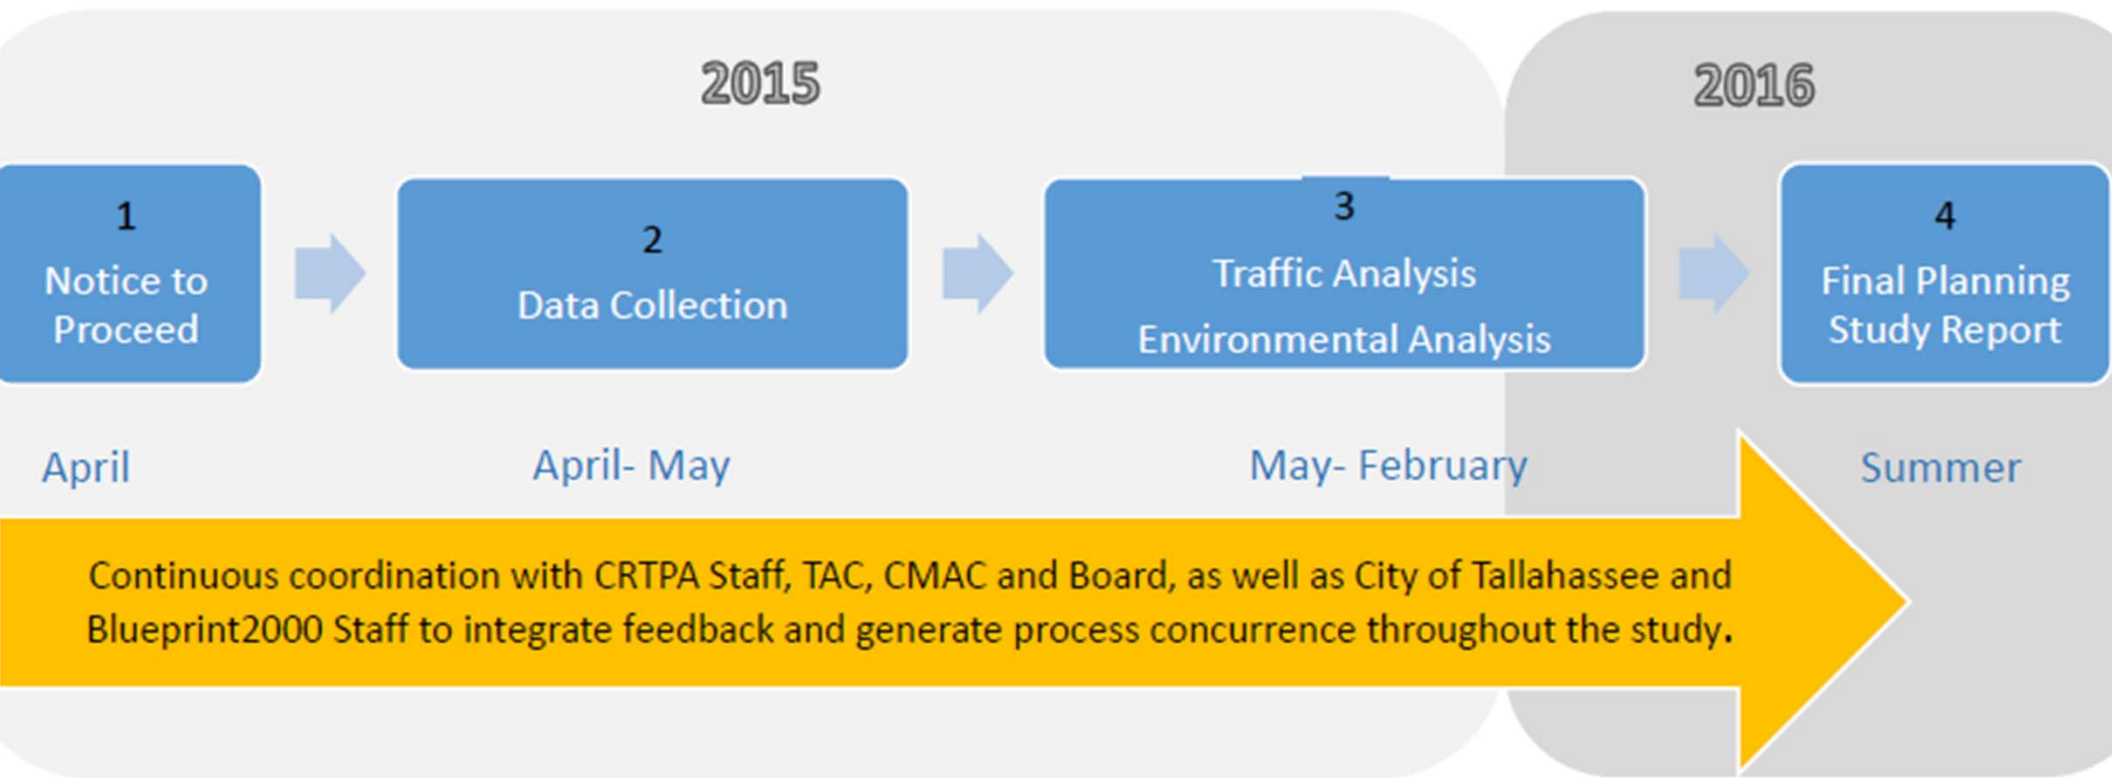 2015
2016
1
Notice to
Proceed
2
Data Collection
3
Traffic Analysis
Environmental Analysis
4
Final Planning
Study Report
April
April- May
May- February
Summer
Continuous coordination with CRTPA Staff, TAC, CMAC and Board, as well as City of Tallahassee and
Blueprint2000 Staff to integrate feedback and generate process concurrence throughout the study.